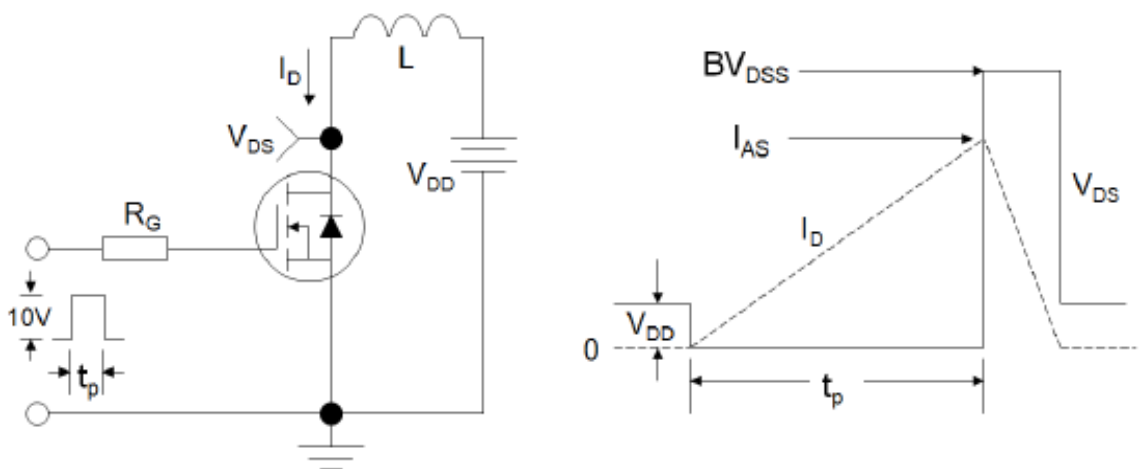 L
I_D
V_DS
V_DD
R_G
10V
t_p
BV_DSS
I_AS
V_DS
I_D
V_DD
0
t_p